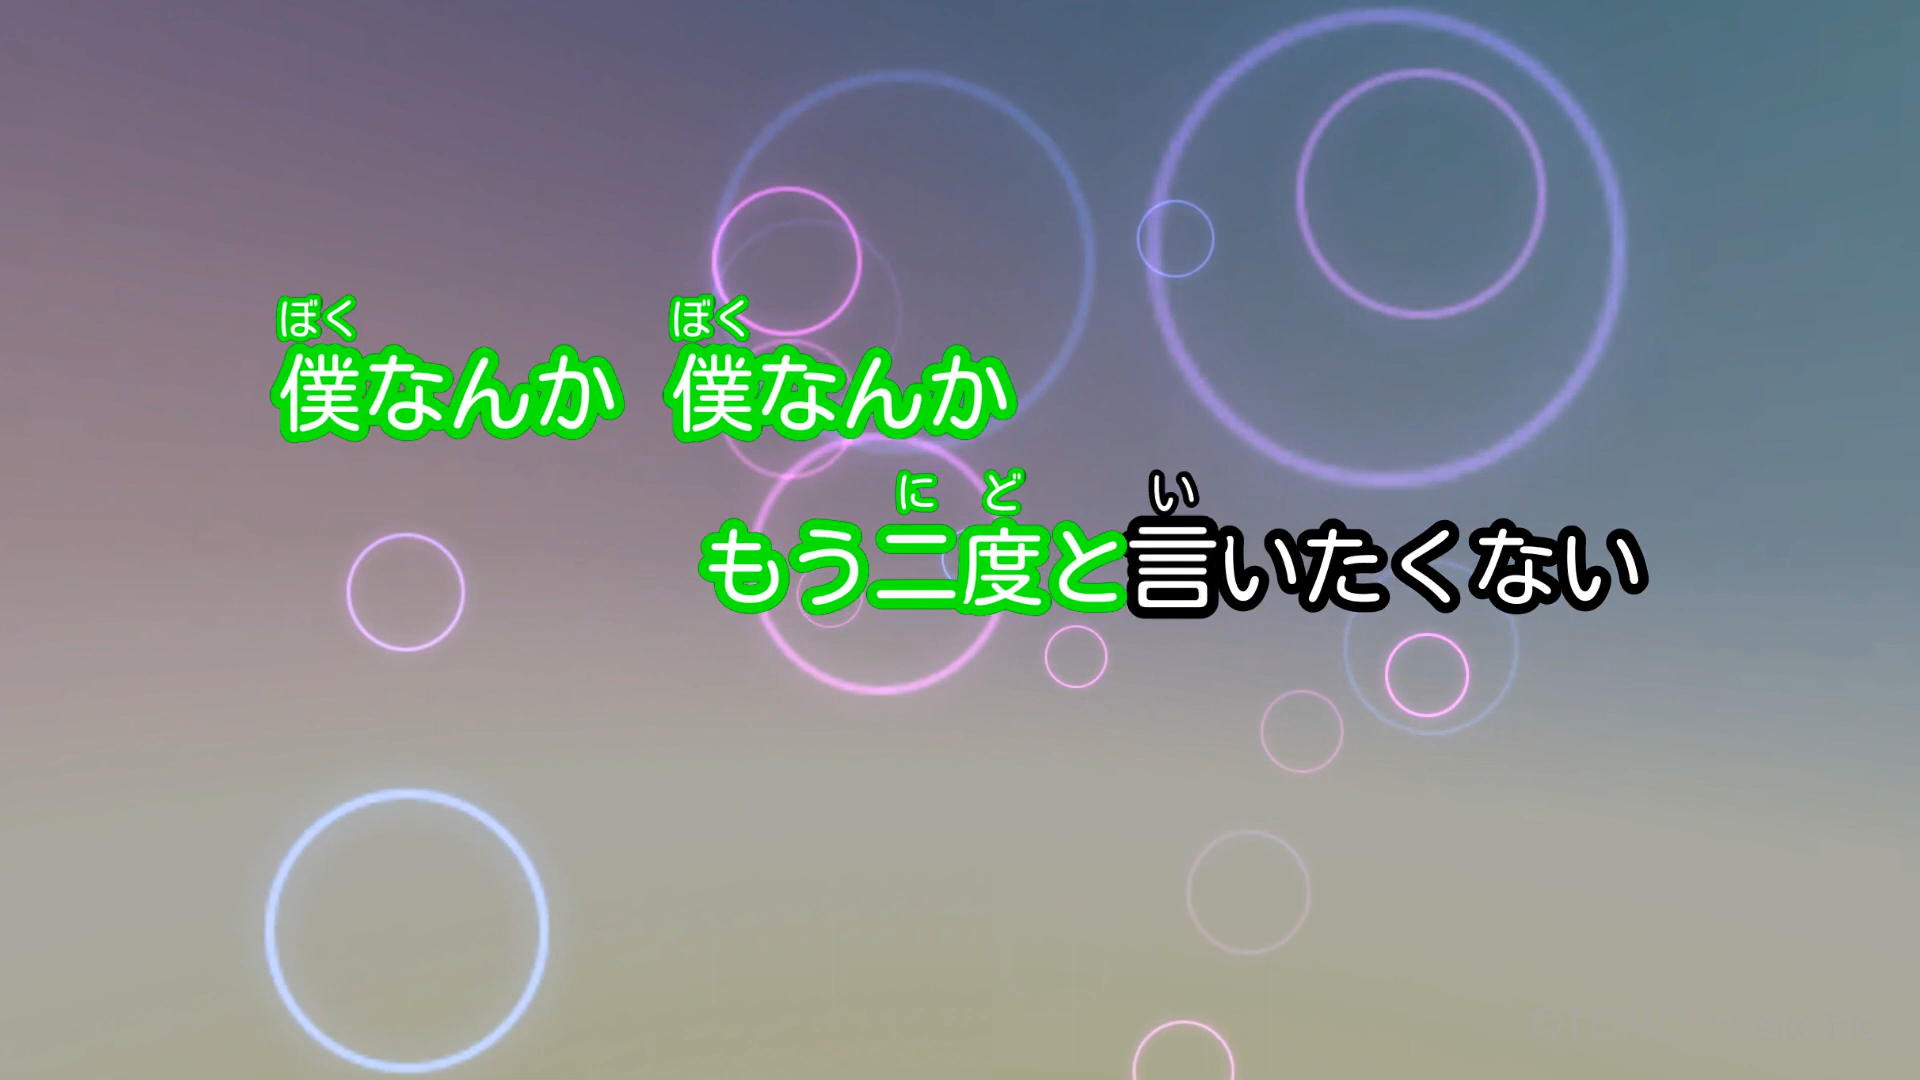 ぼく ぼく
僕なんか 僕なんか
に ど い
もう二度と言いたくない